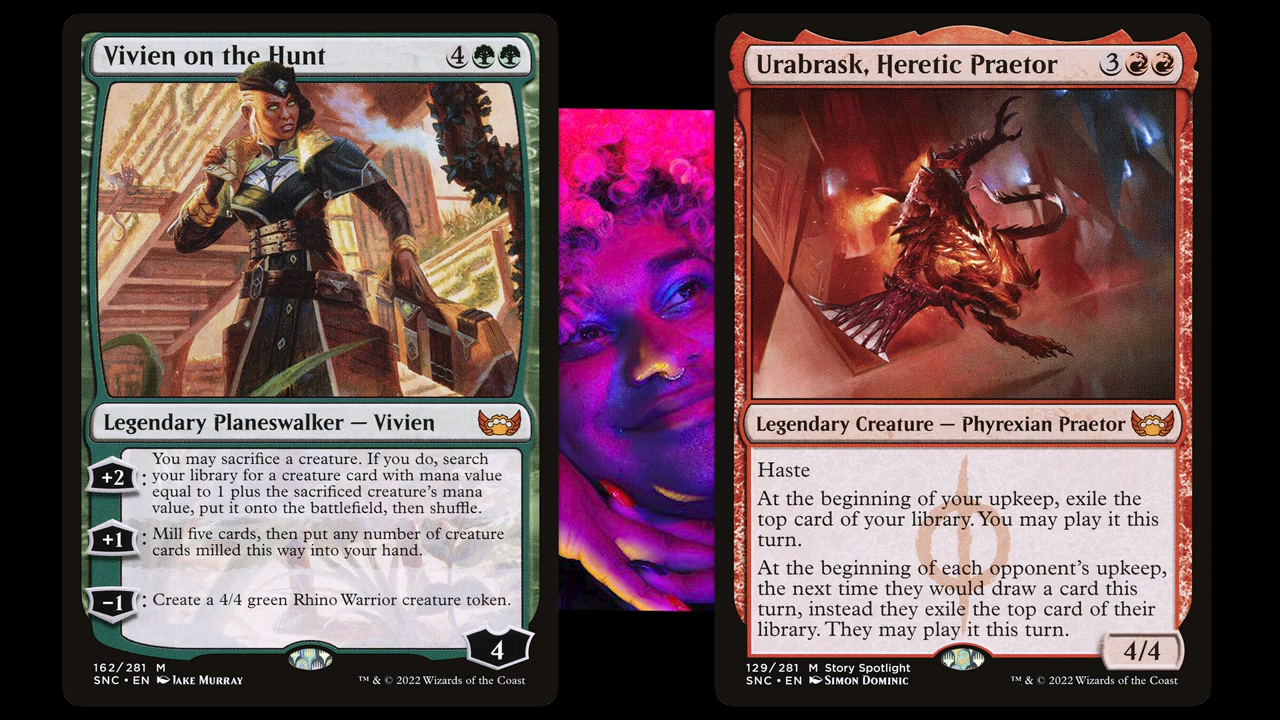 Vivien on the Hunt 4
Legendary Planeswalker — Vivien
+2: You may sacrifice a creature. If you do, search
your library for a creature card with mana value
equal to 1 plus the sacrificed creature's mana
value, put it onto the battlefield, then shuffle.
+1: Mill five cards, then put any number of creature
cards milled this way into your hand.
−1: Create a 4/4 green Rhino Warrior creature token.
4
162/281 M
SNC • EN Jake Murray
™ & © 2022 Wizards of the Coast
Urabrask, Heretic Praetor 3
Legendary Creature — Phyrexian Praetor
Haste
At the beginning of your upkeep, exile the
top card of your library. You may play it this
turn.
At the beginning of each opponent's upkeep,
the next time they would draw a card this
turn, instead they exile the top card of their
library. They may play it this turn.
4/4
129/281 M Story Spotlight
SNC • EN Simon Dominic
™ & © 2022 Wizards of the Coast